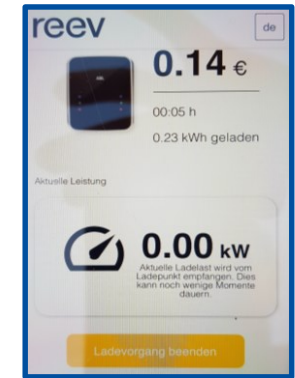 reev
de
0.14 €
00:05 h
0.23 kWh geladen
Aktuelle Leistung
0.00 kW
Aktuelle Ladelast wird vom
Ladepunkt empfangen. Dies
kann noch wenige Momente
dauern.
Ladevorgang beenden